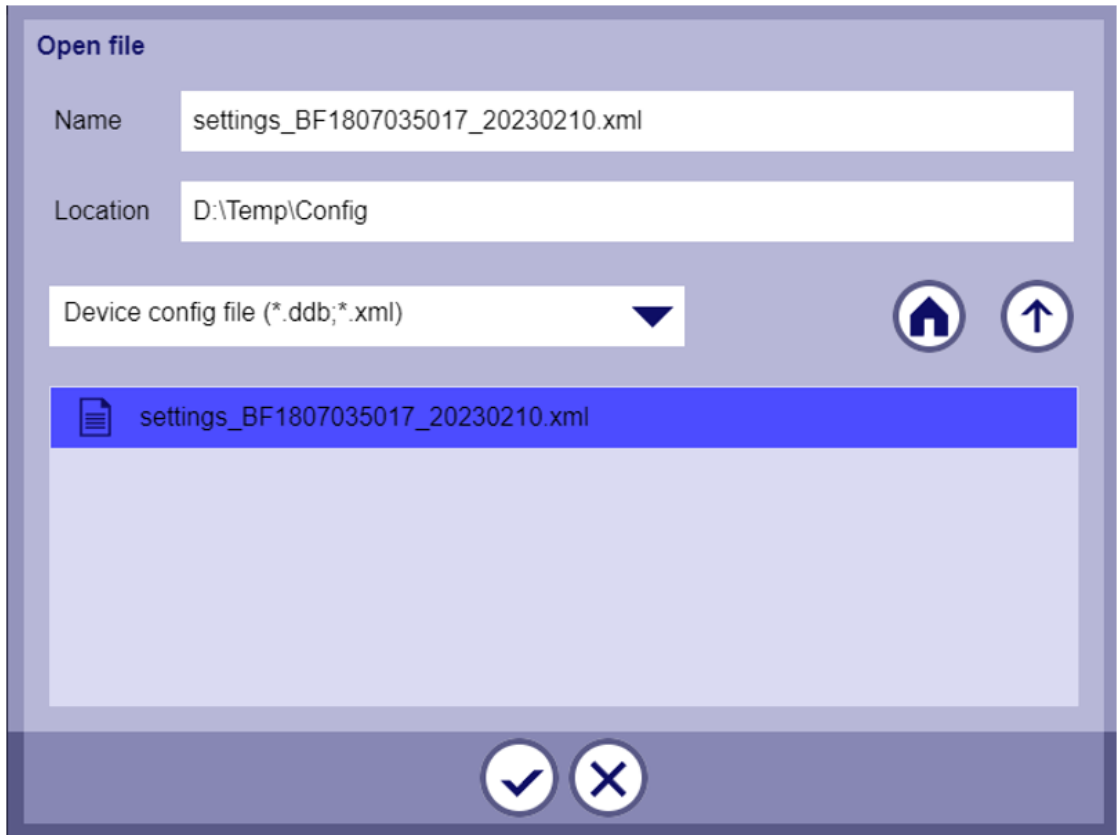 Open file
Name settings_BF1807035017_20230210.xml
Location D:\Temp\Config
Device config file (*.ddb;*.xml)
settings_BF1807035017_20230210.xml